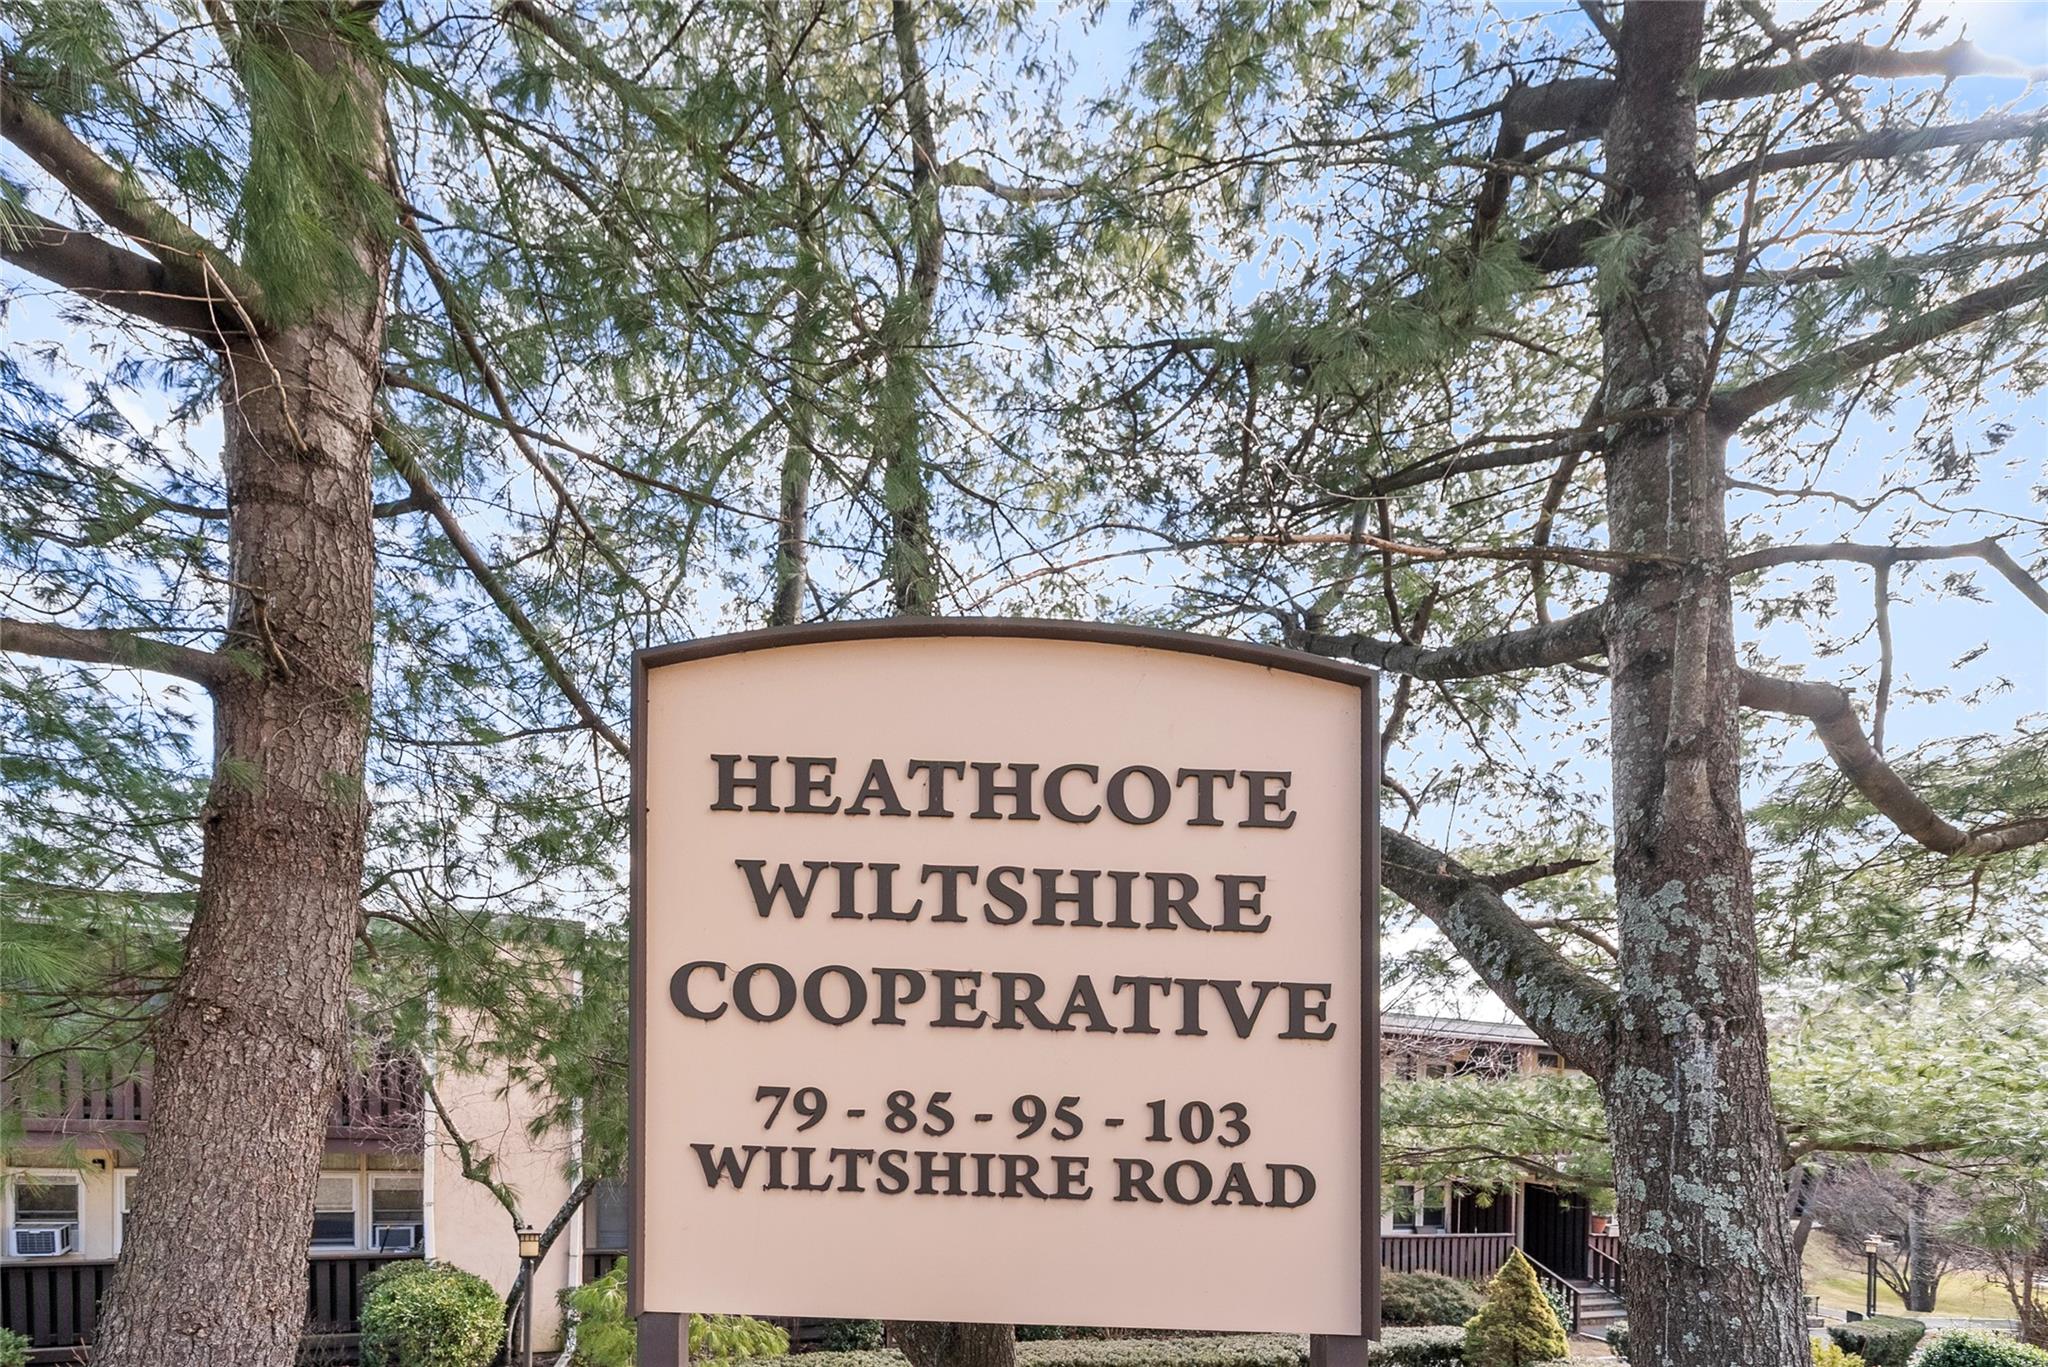 HEATHCOTE
WILTSHIRE
COOPERATIVE
79 - 85 - 95 - 103
WILTSHIRE ROAD